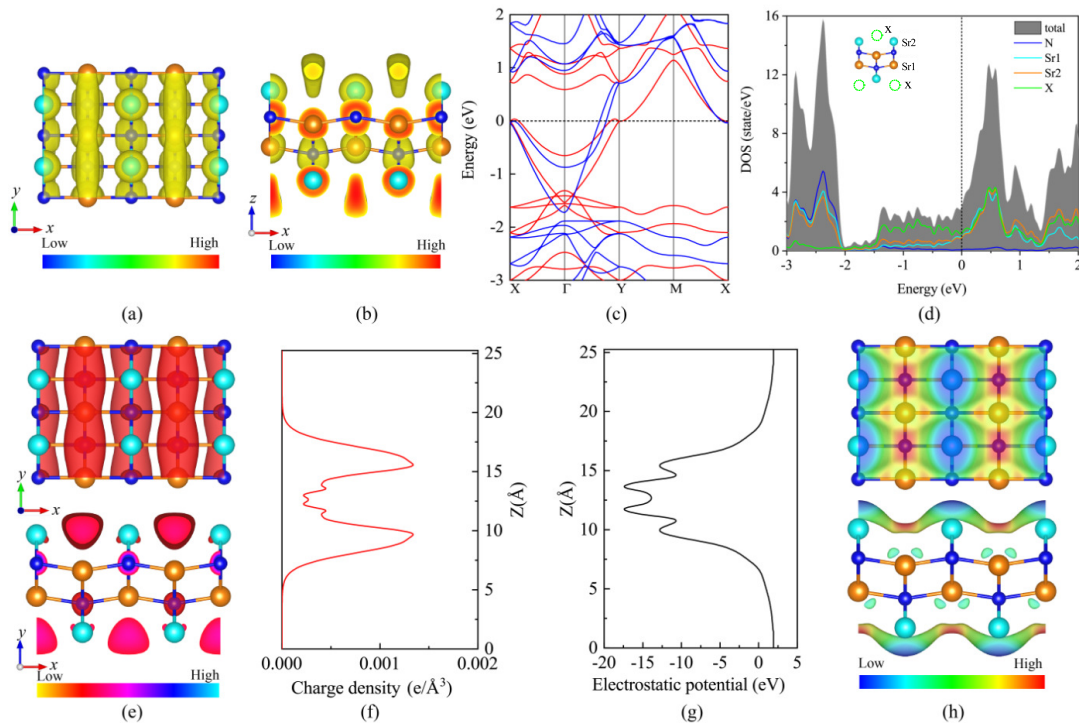 y
x
Low High
(a)
z
x
Low High
(b)
Energy (eV)
3
2
1
0
1
2
-3
X Γ Y M X
(c)
DOS (state/eV)
16
12
8
4
0
-3 -2 -1 0 1 2
Energy (eV)
X
Sr2
Sr1
total
N
Sr1
Sr2
X
(d)
y
x
y
x
Low High
(e)
25
20
15
10
5
0
Z(Å)
0.000 0.001 0.002
Charge density (e/Å³)
(f)
Z(Å)
25
20
15
10
5
0
-20 -15 -10 -5 0 5
Electrostatic potential (eV)
(g)
Low High
(h)